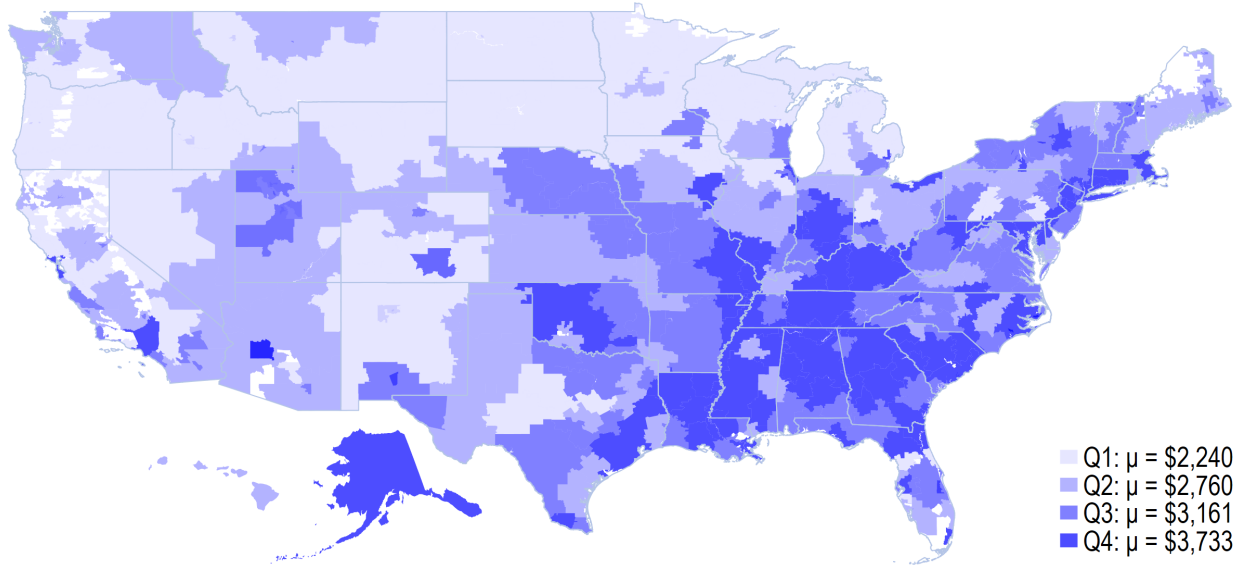 Q1: μ = $2,240
Q2: μ = $2,760
Q3: μ = $3,161
Q4: μ = $3,733